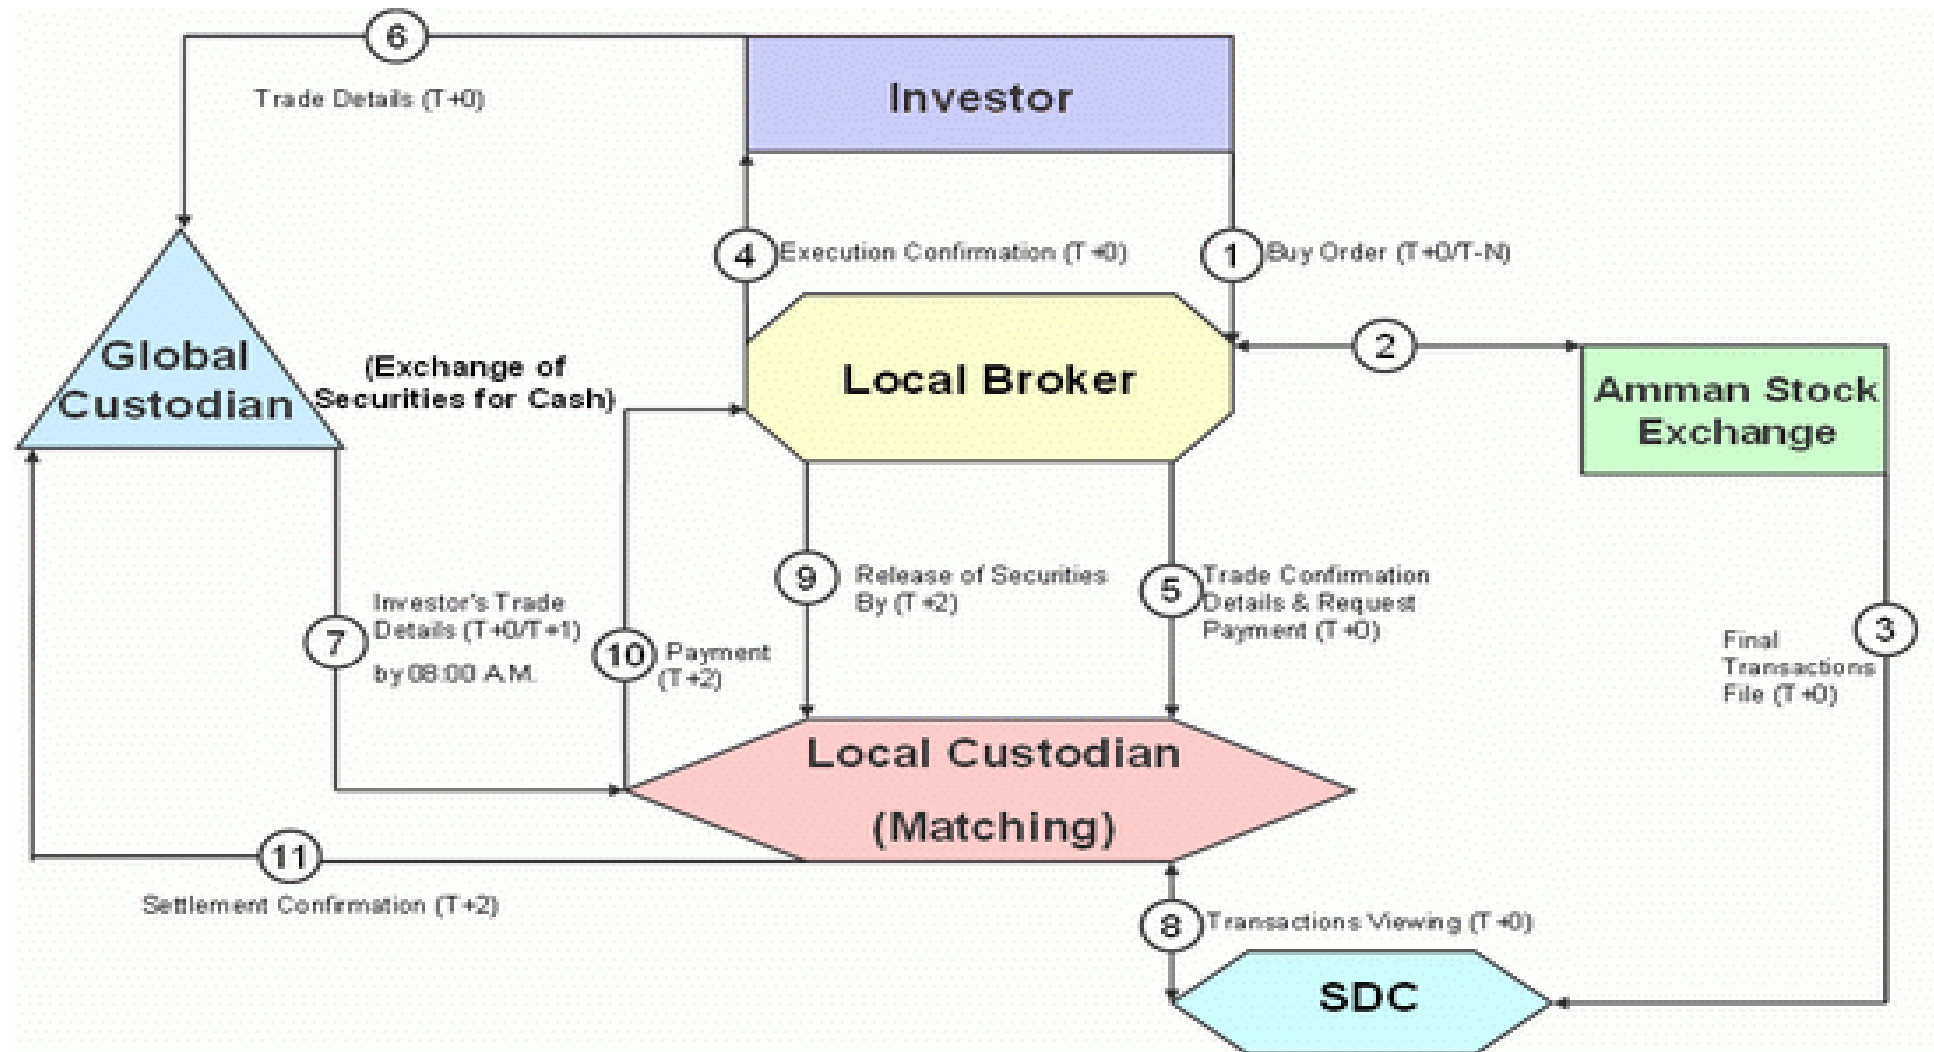 6
Trade Details (T+0)
Investor
4
Execution Confirmation (T+0)
1
Buy Order (T+0/T-N)
Global
Custodian
(Exchange of
Securities for Cash)
Local Broker
2
Amman Stock
Exchange
9
Release of Securities
By (T+2)
5
Trade Confirmation
Details & Request
Payment (T+0)
7
Investor's Trade
Details (T+0/T+1)
by 08:00 A.M.
10
Payment
(T+2)
3
Final
Transactions
File (T+0)
Local Custodian
(Matching)
11
Settlement Confirmation (T+2)
8
Transactions Viewing (T+0)
SDC